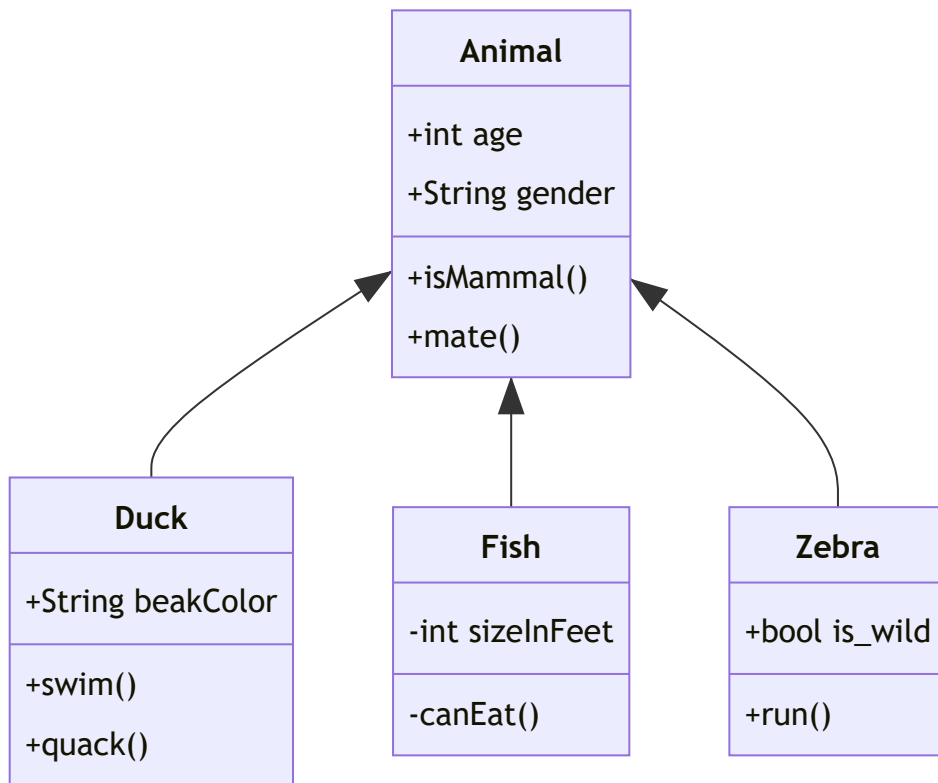 Animal
+int age
+String gender
+isMammal()
+mate()
Duck
+String beakColor
+swim()
+quack()
Fish
-int sizeInFeet
-canEat()
Zebra
+bool is_wild
+run()